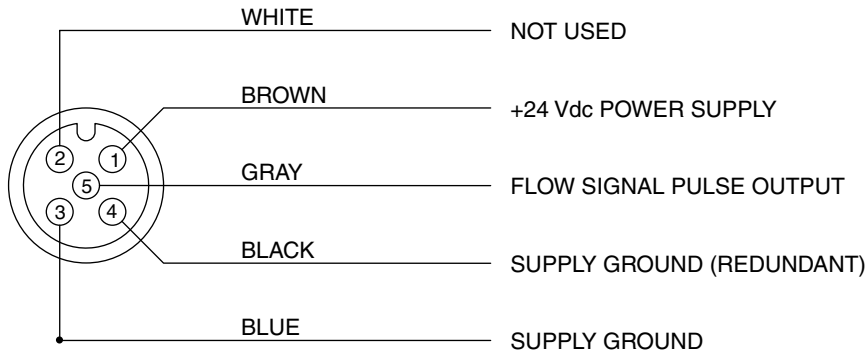 WHITE NOT USED
BROWN +24 Vdc POWER SUPPLY
2 1
GRAY FLOW SIGNAL PULSE OUTPUT
5
3 4
BLACK SUPPLY GROUND (REDUNDANT)
BLUE SUPPLY GROUND